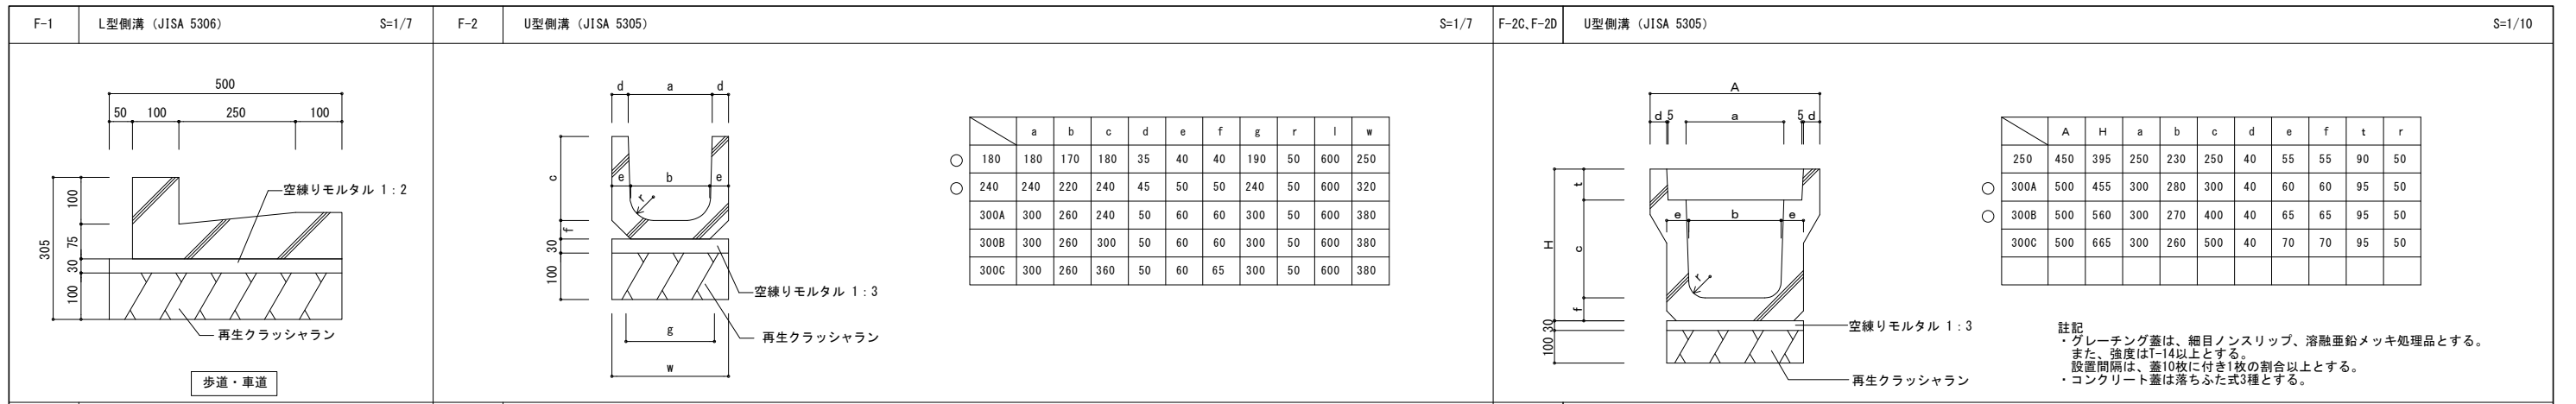 F-1 L型側溝 (JISA 5306) S=1/7
500
50 100 250 100
305
100
75
30
100
空練りモルタル 1:2
再生クラッシャラン
歩道・車道
F-2 U型側溝 (JISA 5305) S=1/7
d a d
c
e b e
r
f
30
100
g
w
空練りモルタル 1:3
再生クラッシャラン
a b c d e f g r l w
○ 180 180 170 180 35 40 40 190 50 600 250
○ 240 240 220 240 45 50 50 240 50 600 320
300A 300 260 240 50 60 60 300 50 600 380
300B 300 260 300 50 60 60 300 50 600 380
300C 300 260 360 50 60 65 300 50 600 380
F-2C、F-2D U型側溝 (JISA 5305) S=1/10
A
d 5 a 5 d
t
e b e
H
c
r
f
30
100
空練りモルタル 1:3
再生クラッシャラン
A H a b c d e f t r
250 450 395 250 230 250 40 55 55 90 50
○ 300A 500 455 300 280 300 40 60 60 95 50
○ 300B 500 560 300 270 400 40 65 65 95 50
300C 500 665 300 260 500 40 70 70 95 50
註記
・グレーチング蓋は、細目ノンスリップ、溶融亜鉛メッキ処理品とする。
また、強度はT-14以上とする。
設置間隔は、蓋10枚に付き1枚の割合以上とする。
・コンクリート蓋は落ちふた式3種とする。